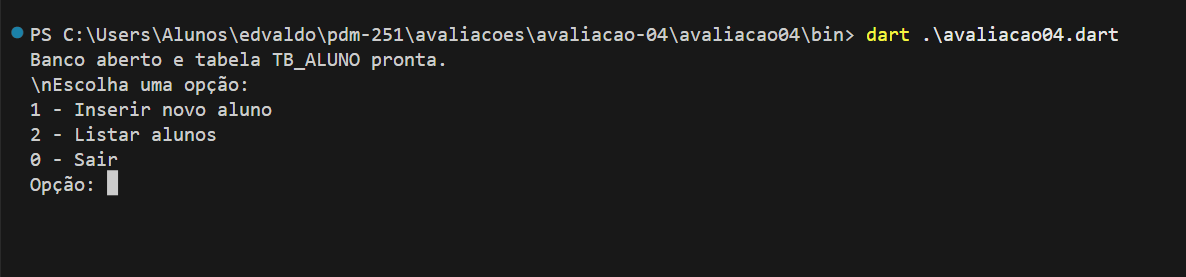 PS C:\Users\Alunos\edvaldo\pdm-251\avaliacoes\avaliacao-04\avaliacao04\bin> dart .\avaliacao04.dart
Banco aberto e tabela TB_ALUNO pronta.
\nEscolha uma opção:
1 - Inserir novo aluno
2 - Listar alunos
0 - Sair
Opção: